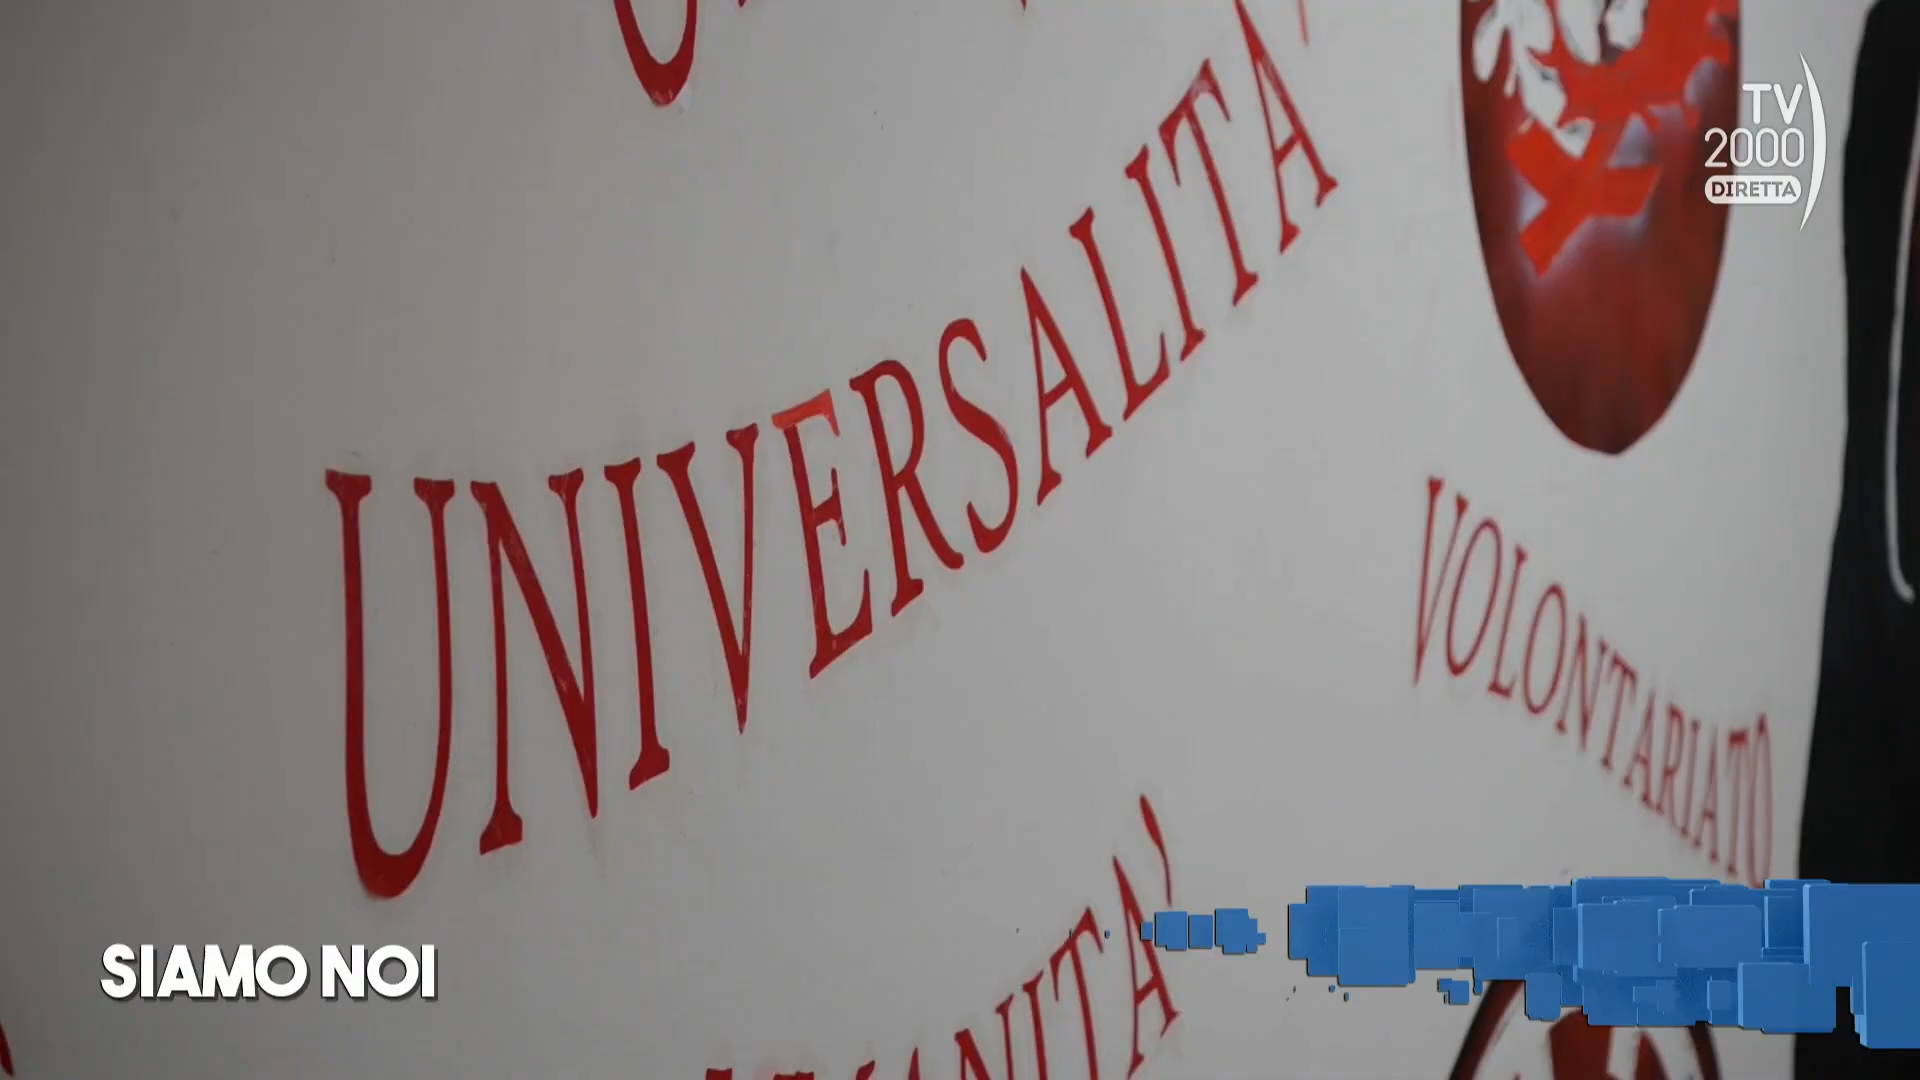 TV
2000
DIRETTA
UNIVERSALITA'
VOLONTARIATO
SIAMO NOI